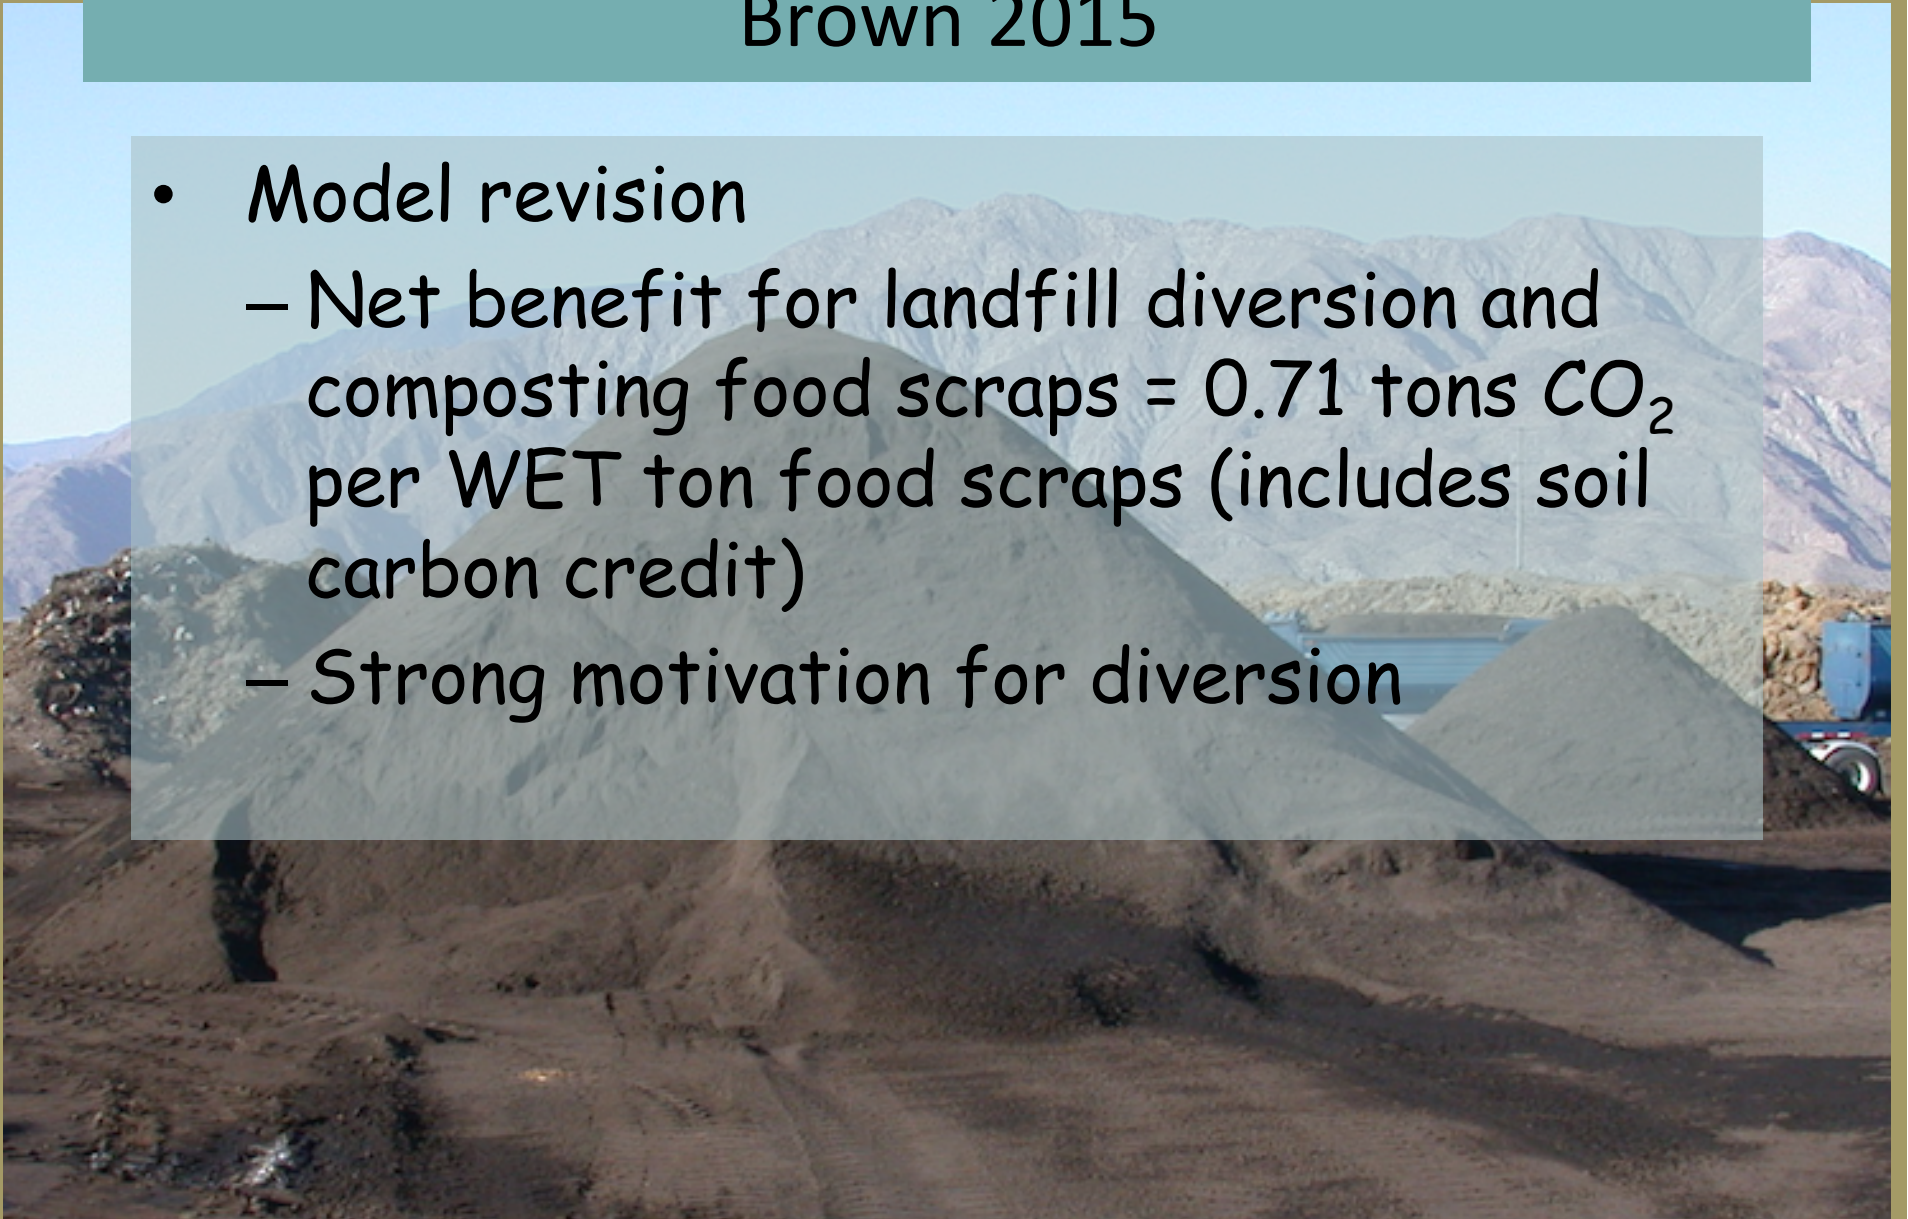 Brown 2015
• Model revision
– Net benefit for landfill diversion and
composting food scraps = 0.71 tons CO₂
per WET ton food scraps (includes soil
carbon credit)
– Strong motivation for diversion